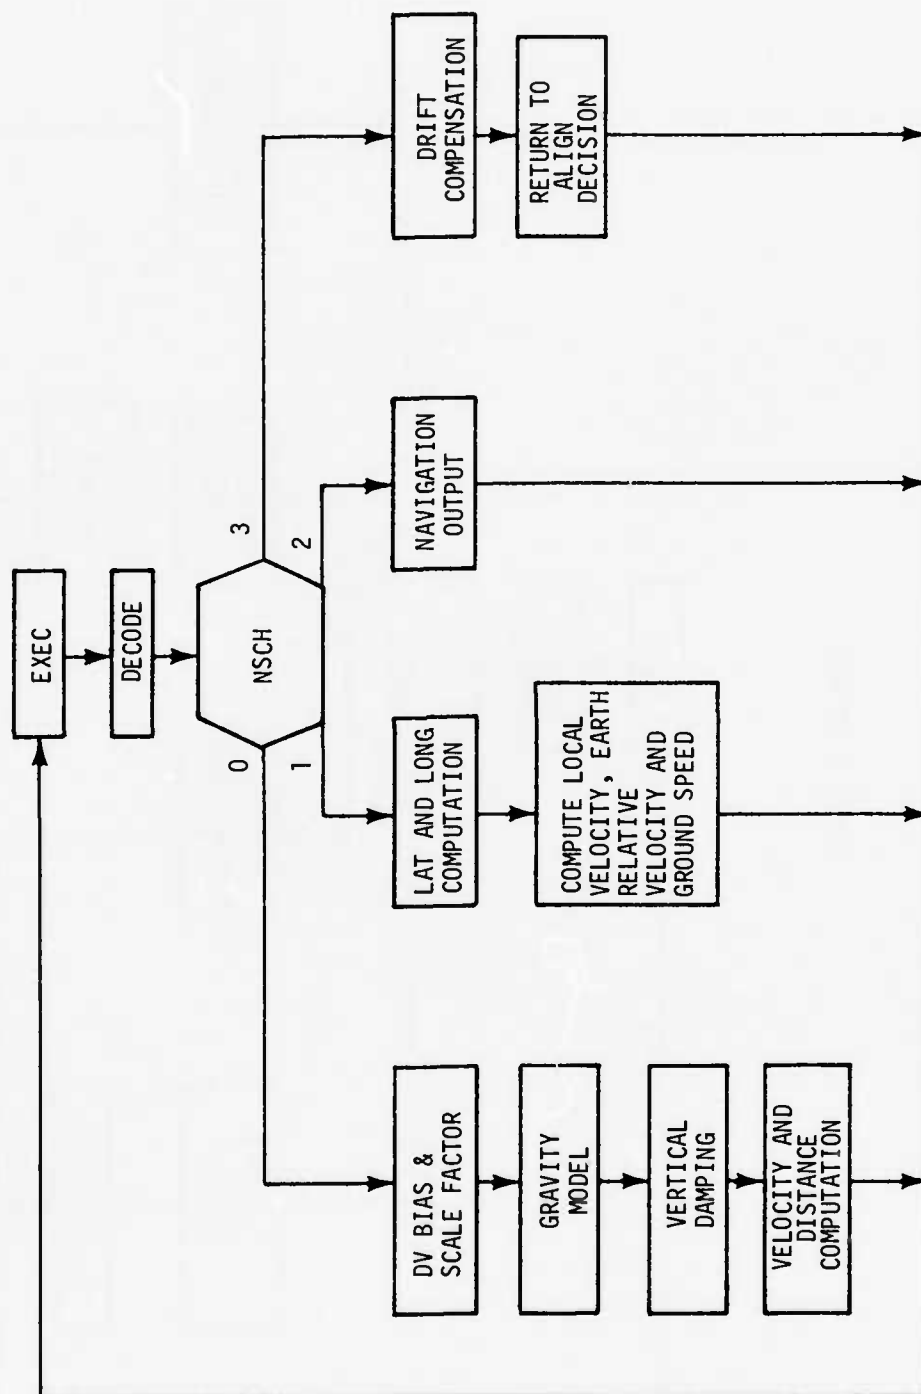 EXEC
DECODE
NSCH
0
1
2
3
DV BIAS &
SCALE FACTOR
GRAVITY
MODEL
VERTICAL
DAMPING
VELOCITY AND
DISTANCE
COMPUTATION
LAT AND LONG
COMPUTATION
COMPUTE LOCAL
VELOCITY, EARTH
RELATIVE
VELOCITY AND
GROUND SPEED
NAVIGATION
OUTPUT
DRIFT
COMPENSATION
RETURN TO
ALIGN
DECISION